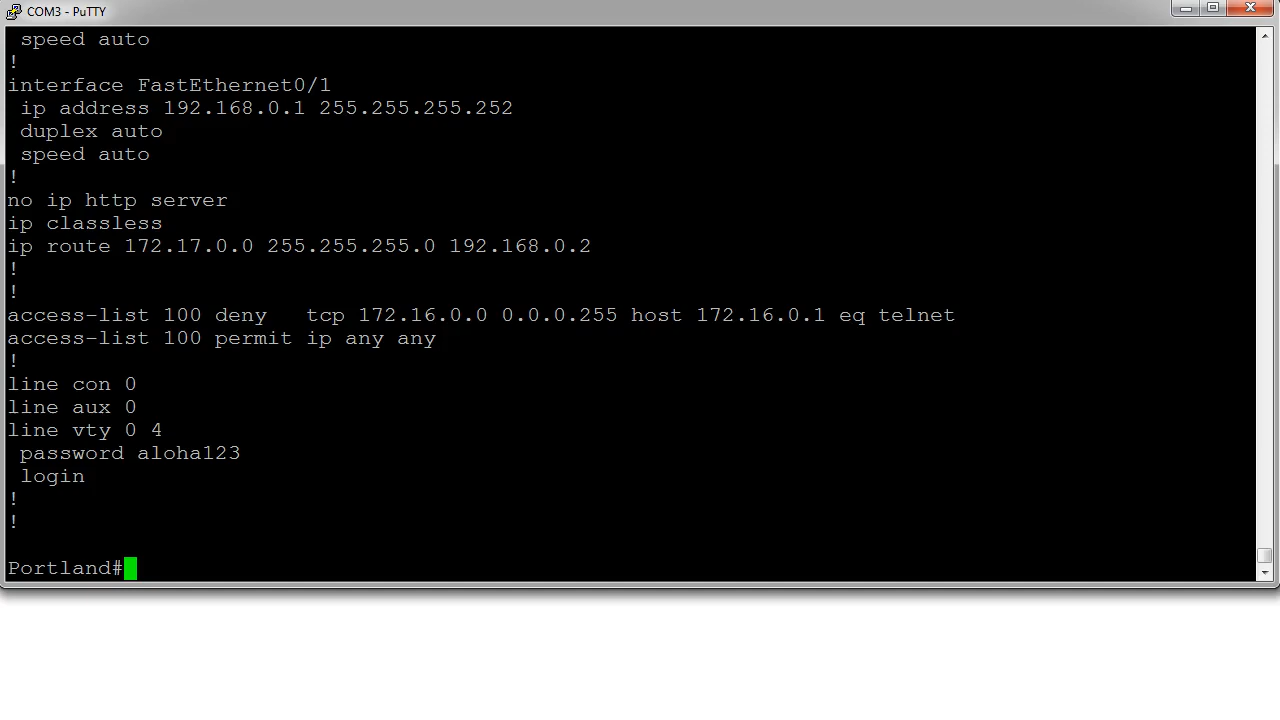 COM3 - PuTTY
speed auto
!
interface FastEthernet0/1
ip address 192.168.0.1 255.255.255.252
duplex auto
speed auto
!
no ip http server
ip classless
ip route 172.17.0.0 255.255.255.0 192.168.0.2
!
!
access-list 100 deny   tcp 172.16.0.0 0.0.0.255 host 172.16.0.1 eq telnet
access-list 100 permit ip any any
!
line con 0
line aux 0
line vty 0 4
password aloha123
login
!
!
Portland#